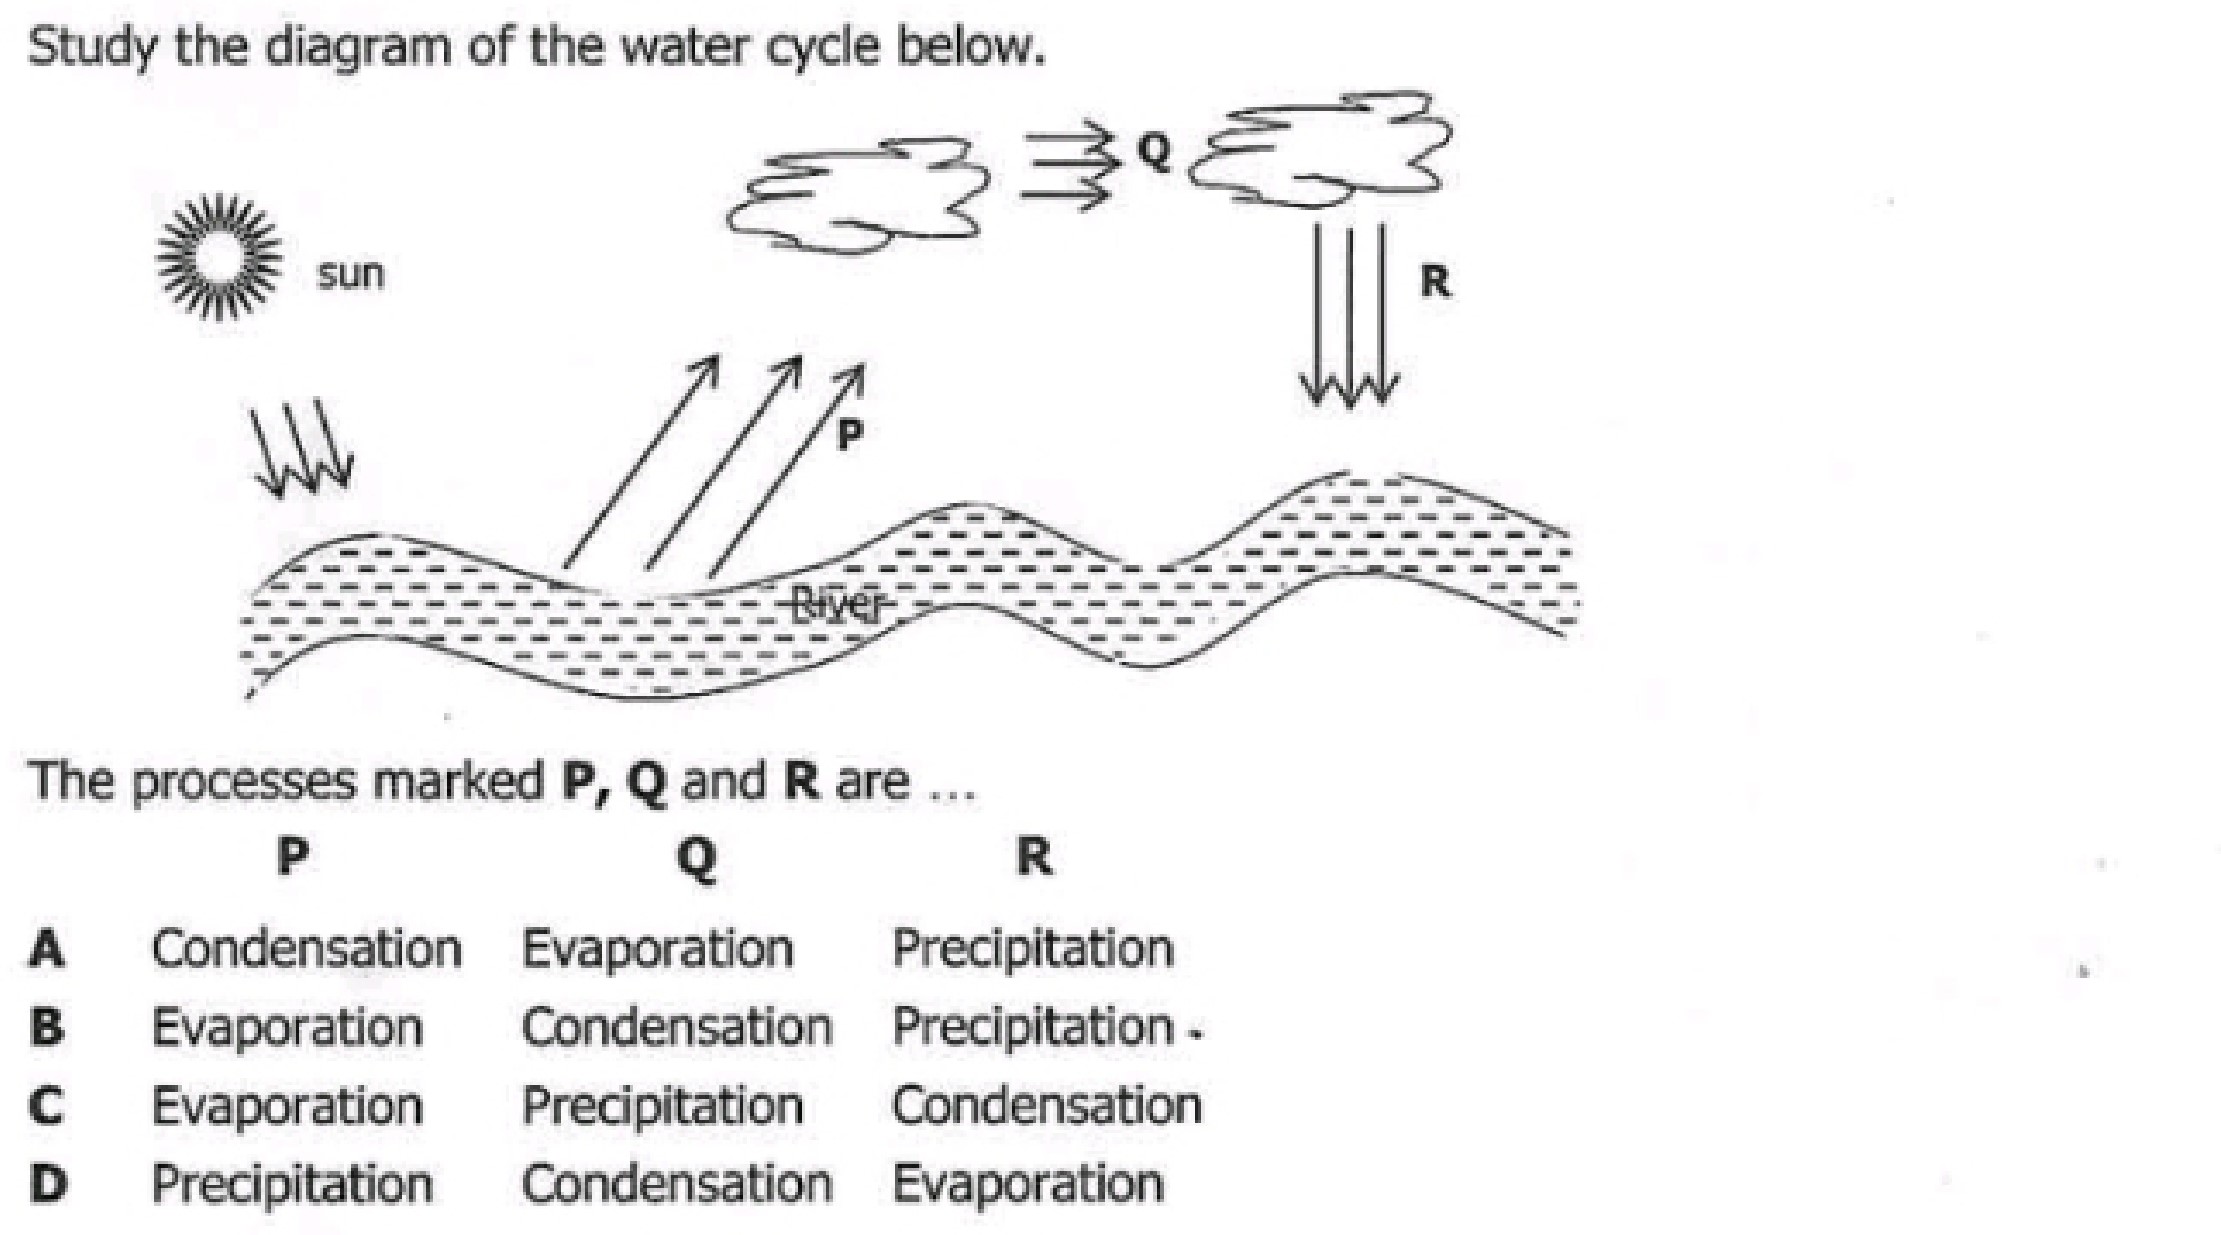 Study the diagram of the water cycle below.
Q
sun
R
P
River
The processes marked P, Q and R are ...
P Q R
A Condensation Evaporation Precipitation
B Evaporation Condensation Precipitation -
C Evaporation Precipitation Condensation
D Precipitation Condensation Evaporation